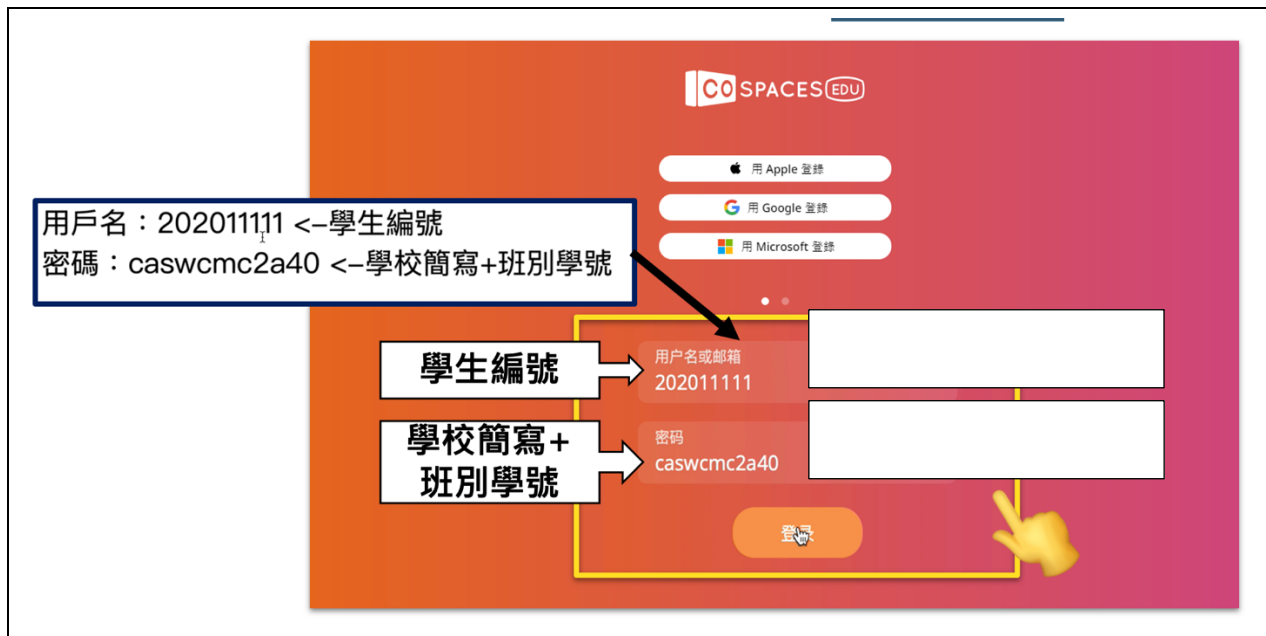 CO SPACES EDU
用 Apple 登錄
用 Google 登錄
用 Microsoft 登錄
用戶名：202011111 <–學生編號
密碼：caswcmc2a40 <–學校簡寫+班別學號
學生編號
用户名或邮箱
202011111
學校簡寫+
班別學號
密码
caswcmc2a40
登录